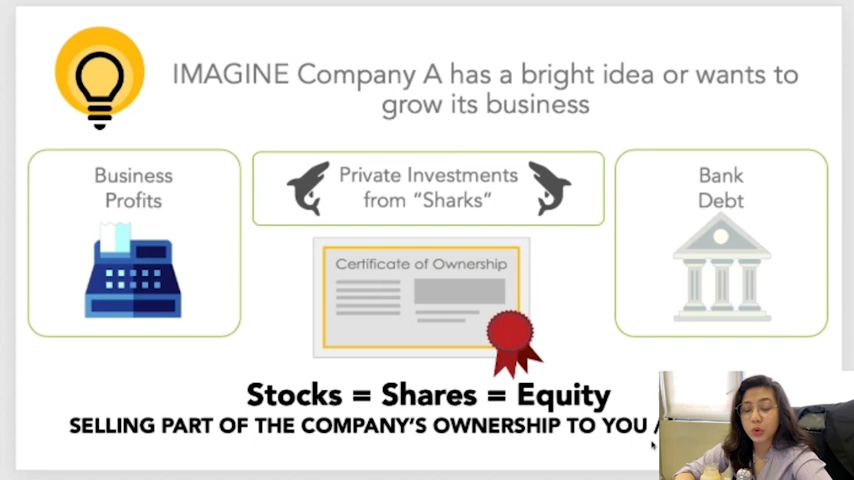 IMAGINE Company A has a bright idea or wants to
grow its business
Business
Profits
Private Investments
from “Sharks”
Bank
Debt
Certificate of Ownership
Stocks = Shares = Equity
SELLING PART OF THE COMPANY’S OWNERSHIP TO YOU